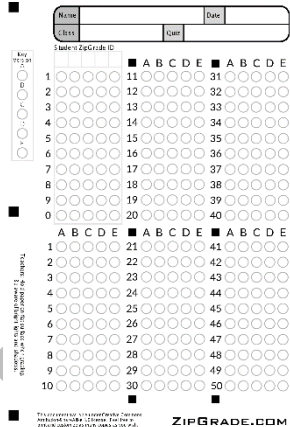 Name Date
Class Quiz
Student ZipGrade ID
Key
Version
A B C D E A B C D E
1 11 31
2 12 32
3 13 33
4 14 34
5 15 35
6 16 36
7 17 37
8 18 38
9 19 39
0 20 40
A B C D E A B C D E A B C D E
1 21 41
2 22 42
3 23 43
4 24 44
5 25 45
6 26 46
7 27 47
8 28 48
9 29 49
10 30 50
ZIPGRADE.COM